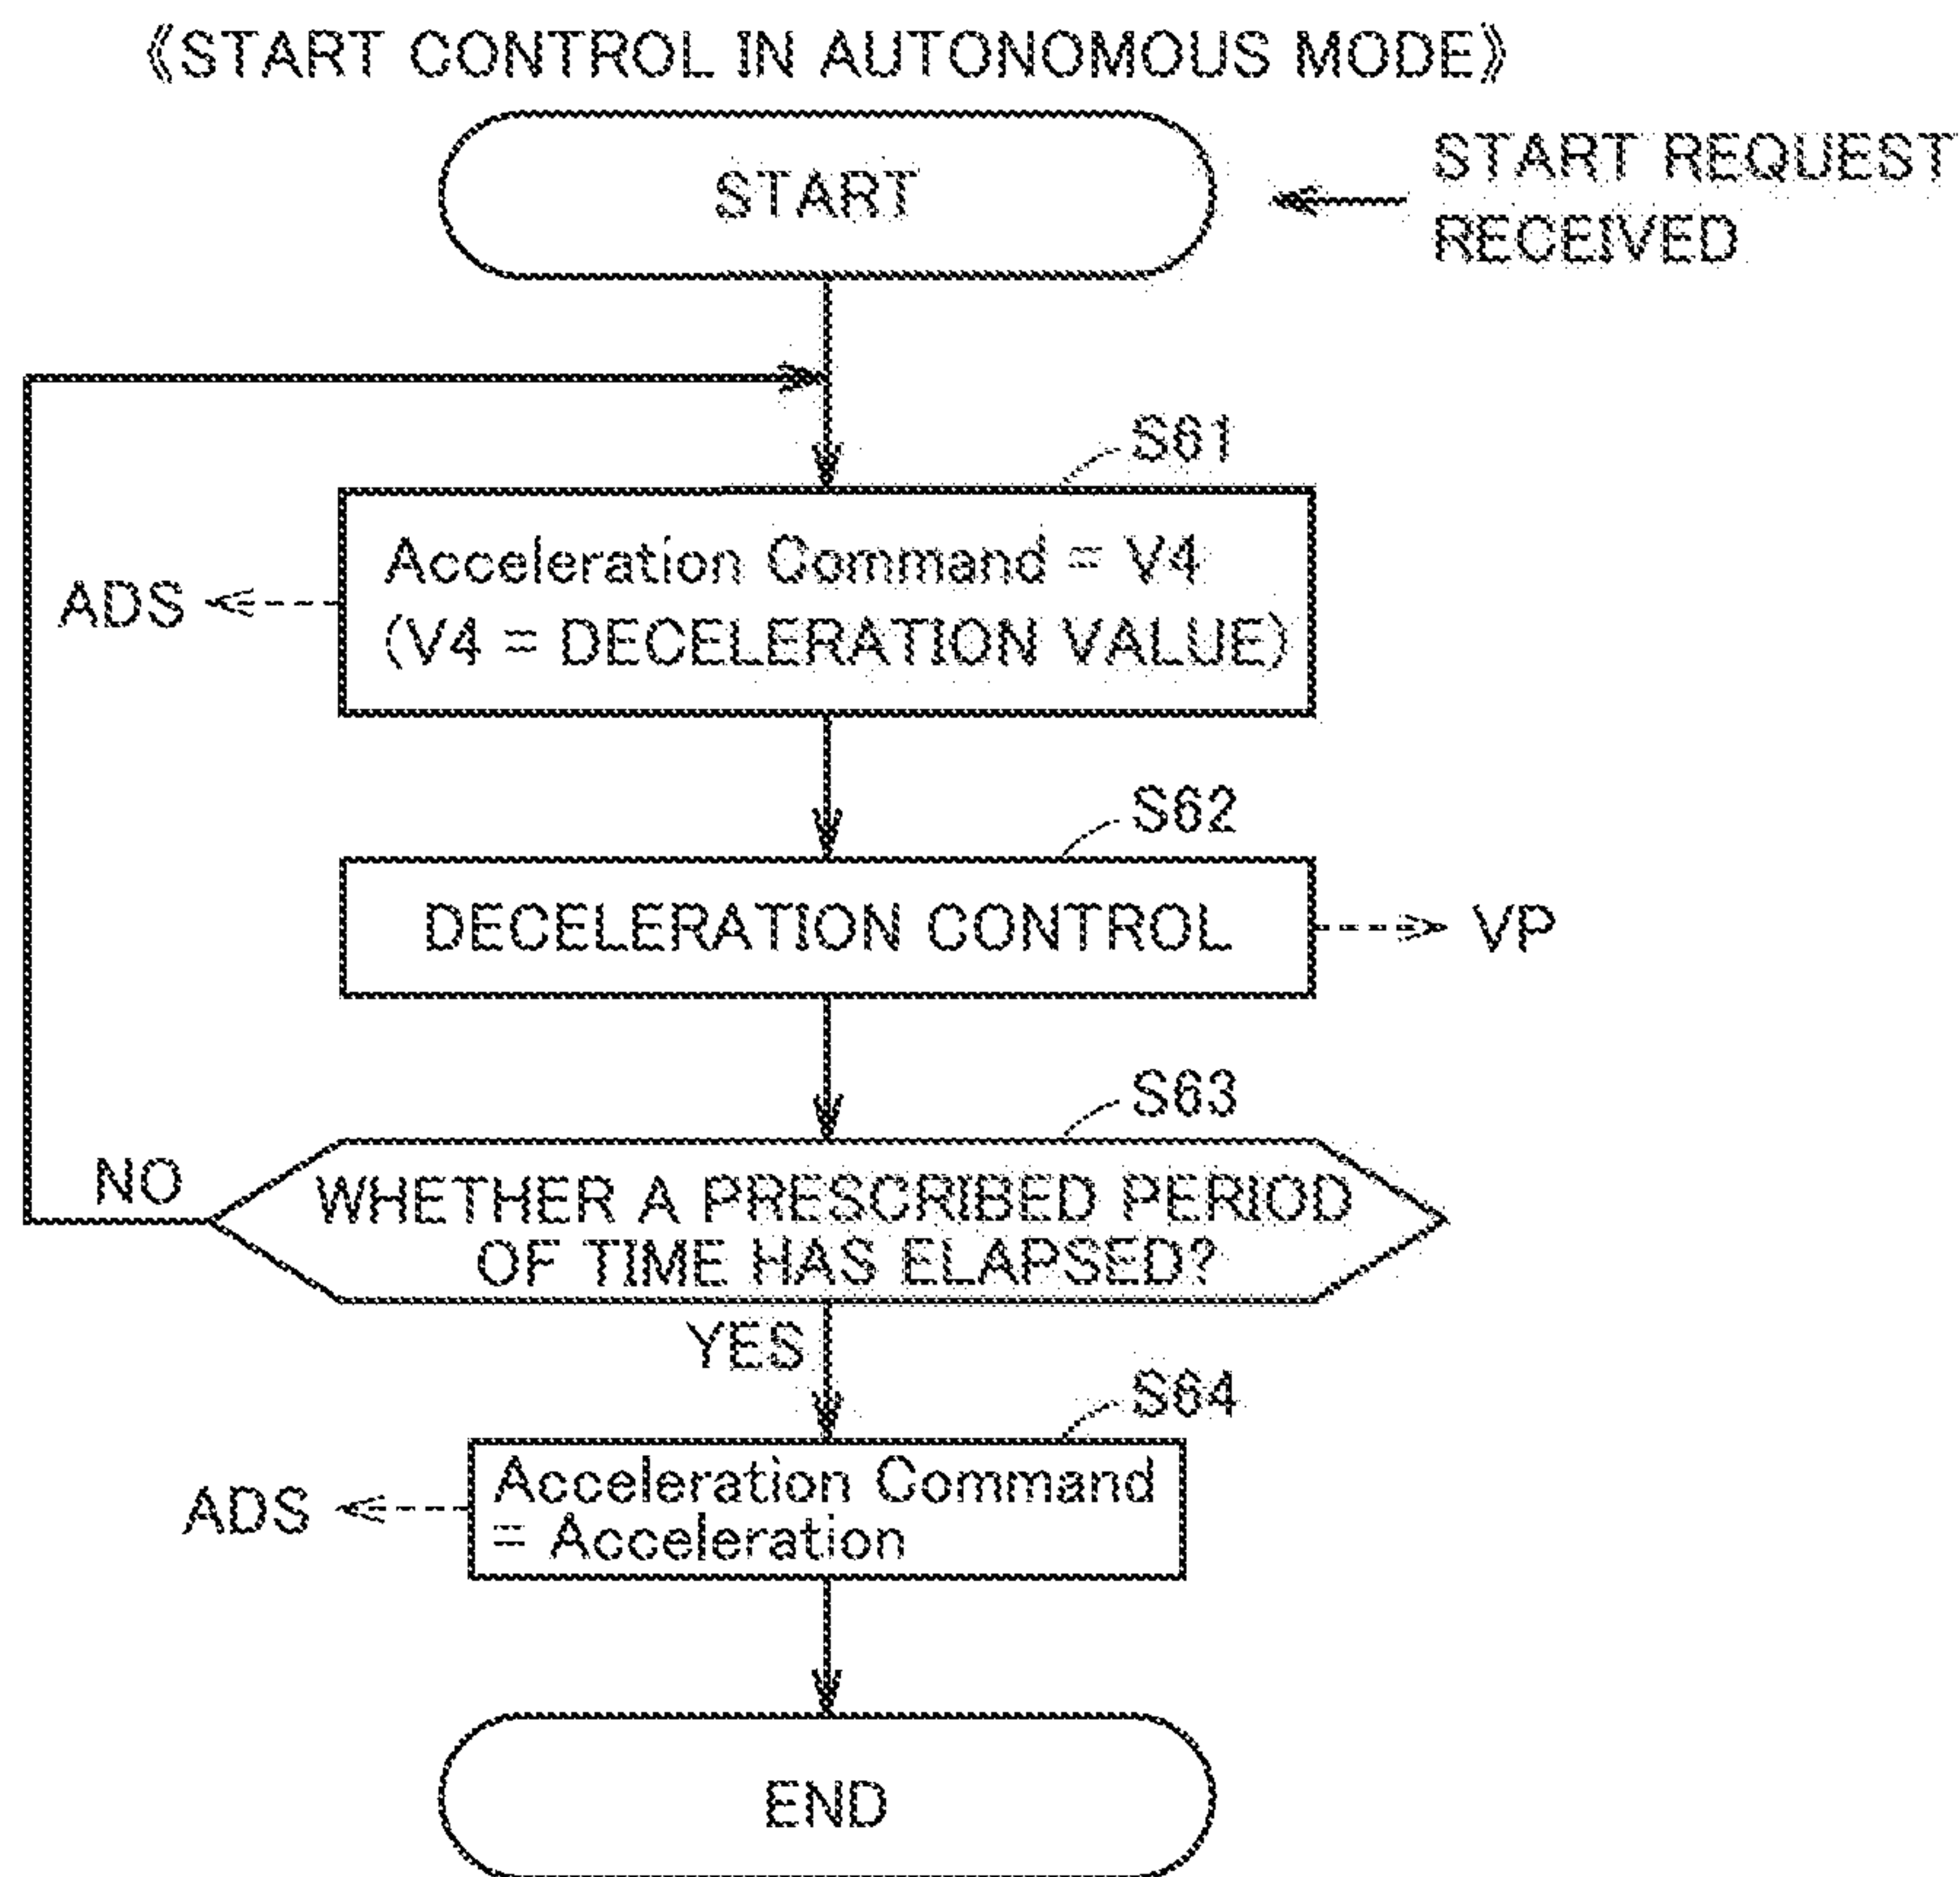 《START CONTROL IN AUTONOMOUS MODE》
START
START REQUEST
RECEIVED
S61
Acceleration Command = V4
(V4 = DECELERATION VALUE)
ADS
S62
DECELERATION CONTROL
VP
S63
NO
WHETHER A PRESCRIBED PERIOD
OF TIME HAS ELAPSED?
YES
S64
Acceleration Command
= Acceleration
ADS
END